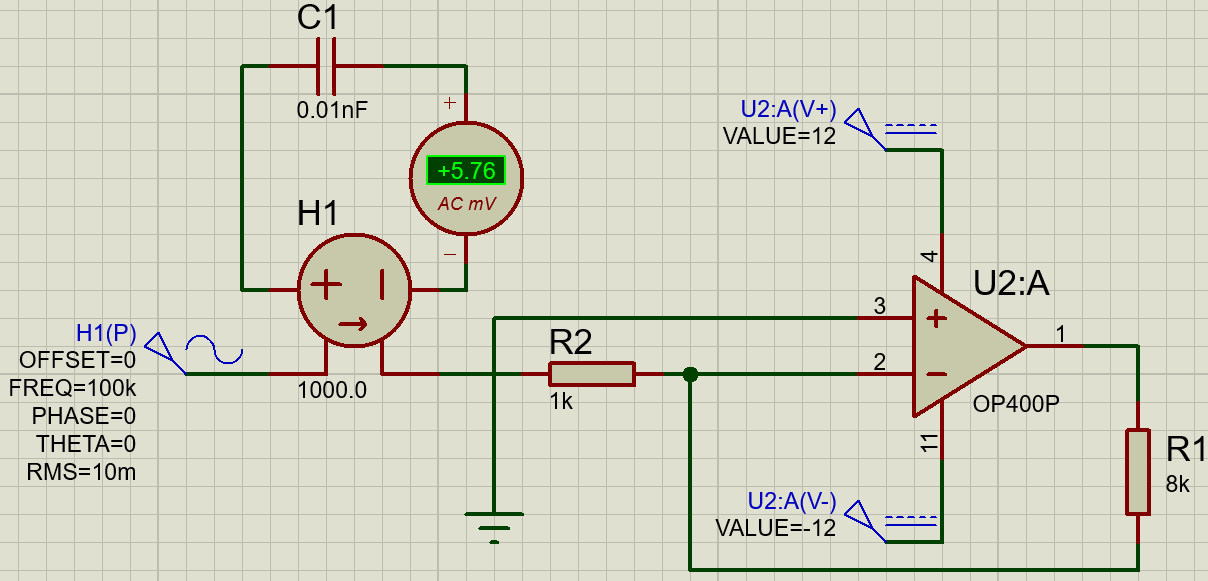 C1
0.01nF
+
+5.76
AC mV
−
H1
1000.0
H1(P)
OFFSET=0
FREQ=100k
PHASE=0
THETA=0
RMS=10m
R2
1k
U2:A(V+)
VALUE=12
4
U2:A
3
+
2
−
1
OP400P
11
U2:A(V-)
VALUE=-12
R1
8k